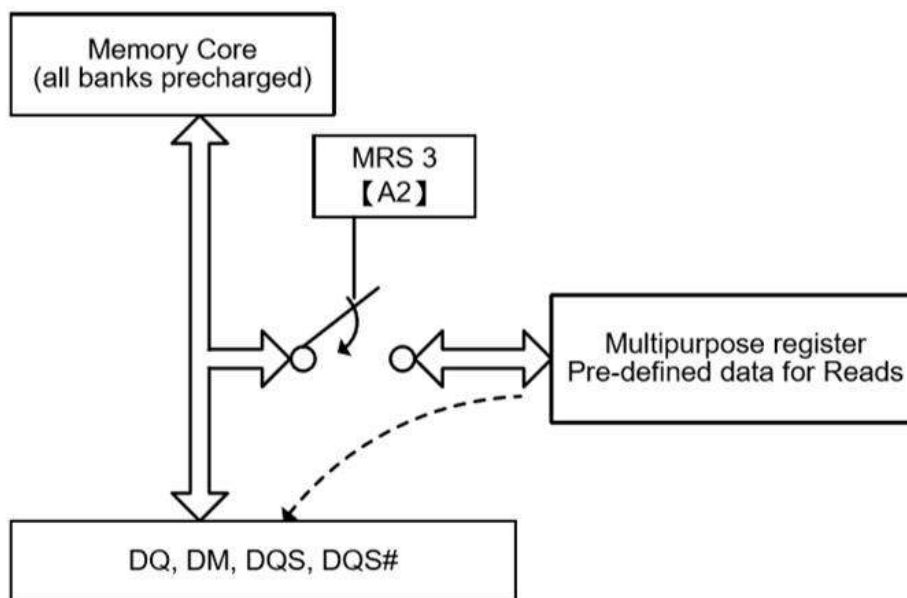 Memory Core
(all banks precharged)
MRS 3
【A2】
Multipurpose register
Pre-defined data for Reads
DQ, DM, DQS, DQS#